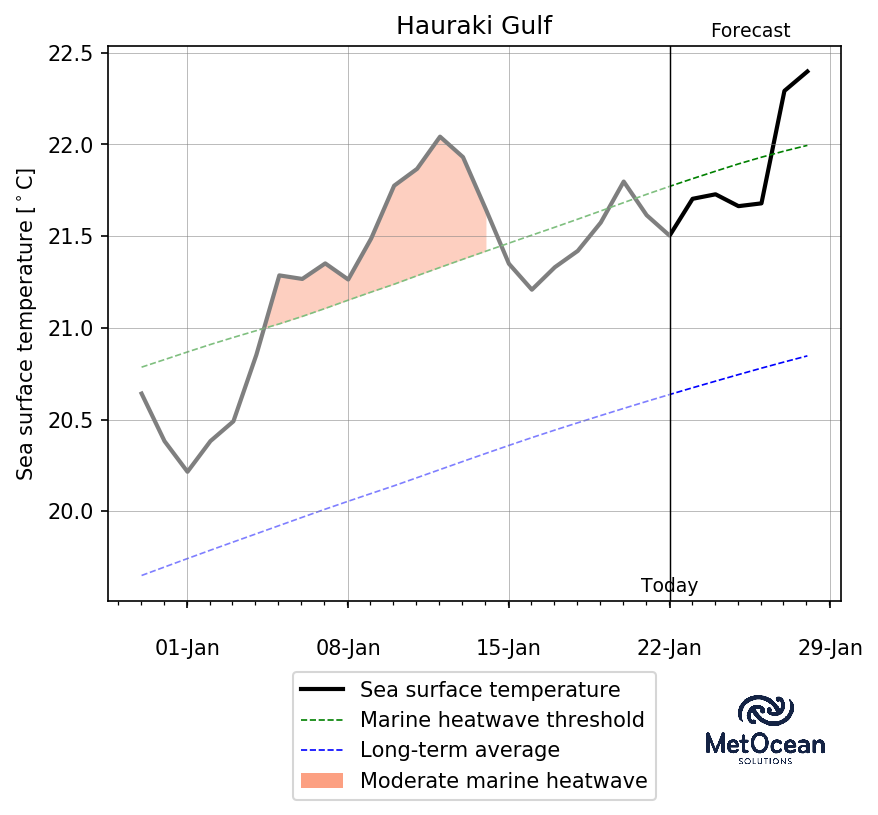 Hauraki Gulf
Forecast
Sea surface temperature [°C]
22.5
22.0
21.5
21.0
20.5
20.0
Today
01-Jan 08-Jan 15-Jan 22-Jan 29-Jan
Sea surface temperature
Marine heatwave threshold
Long-term average
Moderate marine heatwave
MetOcean
SOLUTIONS